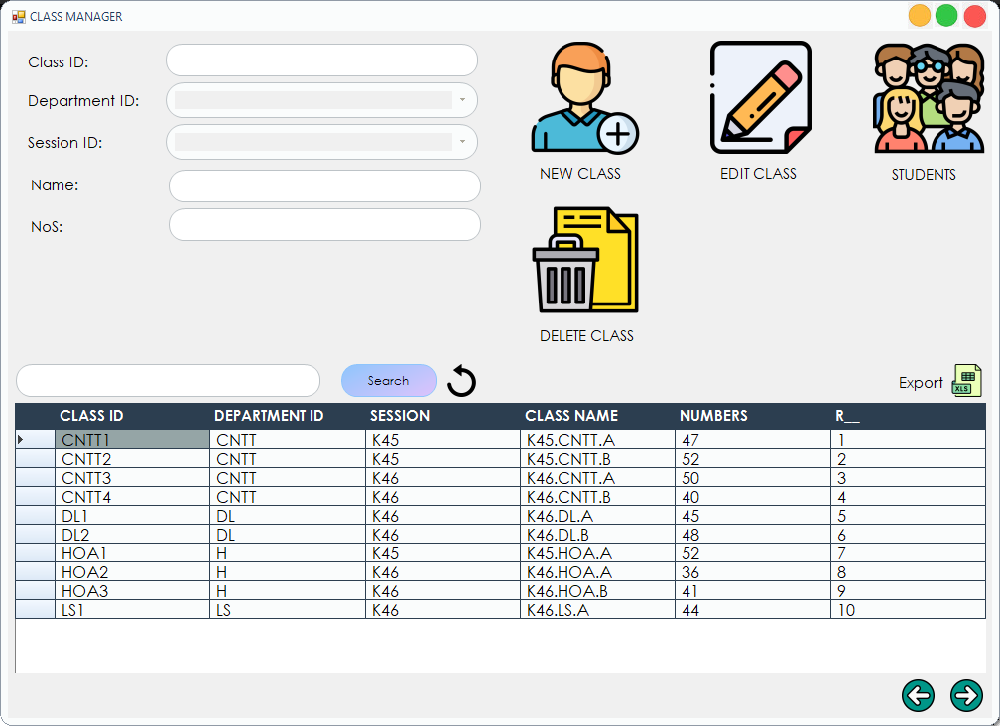 CLASS MANAGER
Class ID:
Department ID:
Session ID:
Name:
NoS:
NEW CLASS
EDIT CLASS
STUDENTS
DELETE CLASS
Search
Export
XLS
CLASS ID DEPARTMENT ID SESSION CLASS NAME NUMBERS R__
CNTT1 CNTT K45 K45.CNTT.A 47 1
CNTT2 CNTT K45 K45.CNTT.B 52 2
CNTT3 CNTT K46 K46.CNTT.A 50 3
CNTT4 CNTT K46 K46.CNTT.B 40 4
DL1 DL K46 K46.DL.A 45 5
DL2 DL K46 K46.DL.B 48 6
HOA1 H K45 K45.HOA.A 52 7
HOA2 H K46 K46.HOA.A 36 8
HOA3 H K46 K46.HOA.B 41 9
LS1 LS K46 K46.LS.A 44 10